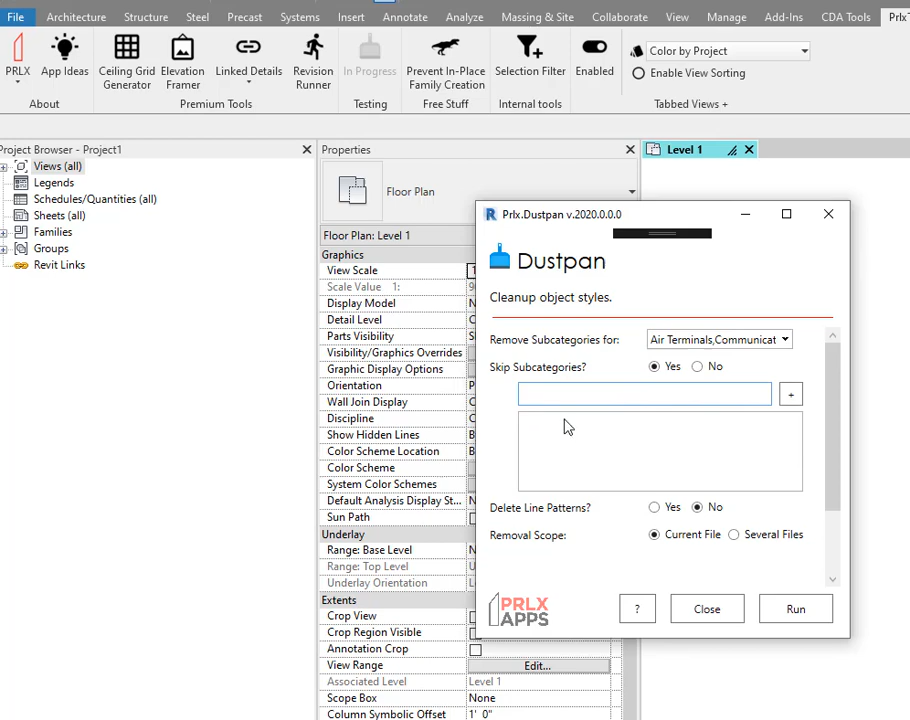 File Architecture Structure Steel Precast Systems Insert Annotate Analyze Massing & Site Collaborate View Manage Add-Ins CDA Tools
PRLX App Ideas Ceiling Grid Generator Elevation Framer Linked Details Revision Runner In Progress Prevent In-Place Family Creation Selection Filter Enabled
Color by Project
Enable View Sorting
About Premium Tools Testing Free Stuff Internal tools Tabbed Views +
Project Browser - Project1
Views (all)
Legends
Schedules/Quantities (all)
Sheets (all)
Families
Groups
Revit Links
Properties
Floor Plan
Floor Plan: Level 1
Graphics
View Scale
Scale Value 1:
Display Model
Detail Level
Parts Visibility
Visibility/Graphics Overrides
Graphic Display Options
Orientation
Wall Join Display
Discipline
Show Hidden Lines
Color Scheme Location
Color Scheme
System Color Schemes
Default Analysis Display St...
Sun Path
Underlay
Range: Base Level
Range: Top Level
Underlay Orientation
Extents
Crop View
Crop Region Visible
Annotation Crop
View Range Edit...
Associated Level Level 1
Scope Box None
Column Symbolic Offset 1' 0"
Level 1
Prlx.Dustpan v.2020.0.0.0
Dustpan
Cleanup object styles.
Remove Subcategories for: Air Terminals,Communicat
Skip Subcategories? Yes No
+
Delete Line Patterns? Yes No
Removal Scope: Current File Several Files
PRLX
APPS
? Close Run